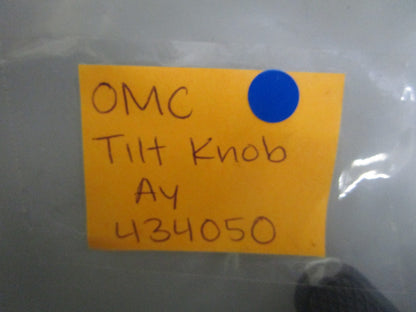 OMC
Tilt Knob
Ay
434050